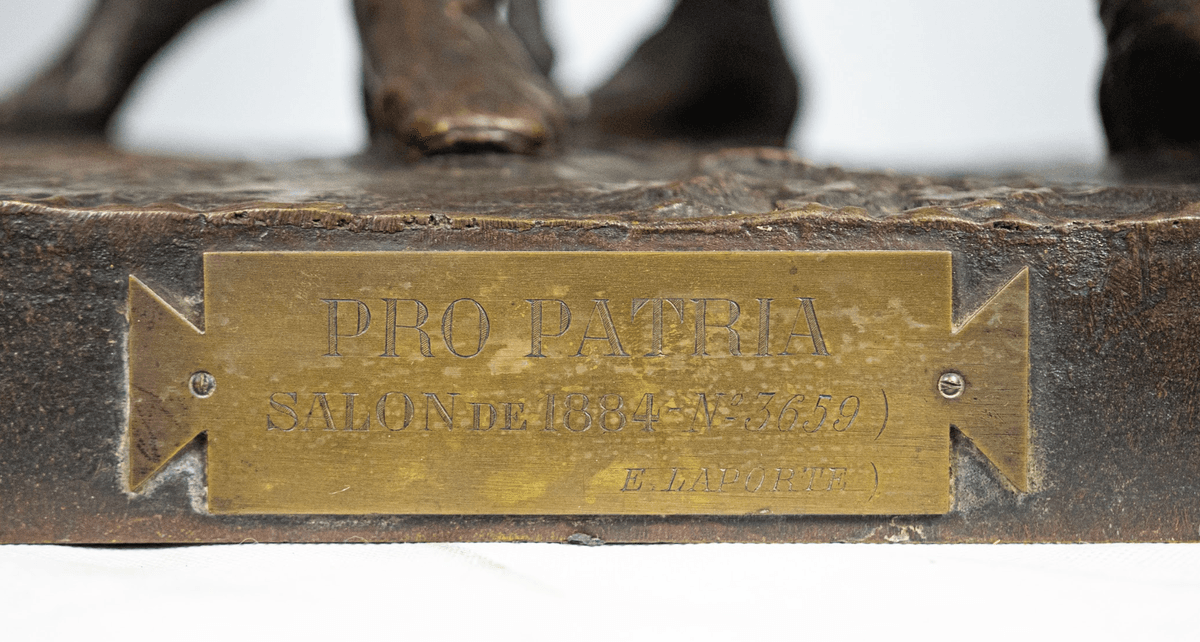 PRO PATRIA
SALON DE 1884 - No 3659 )
E. LAPORTE )